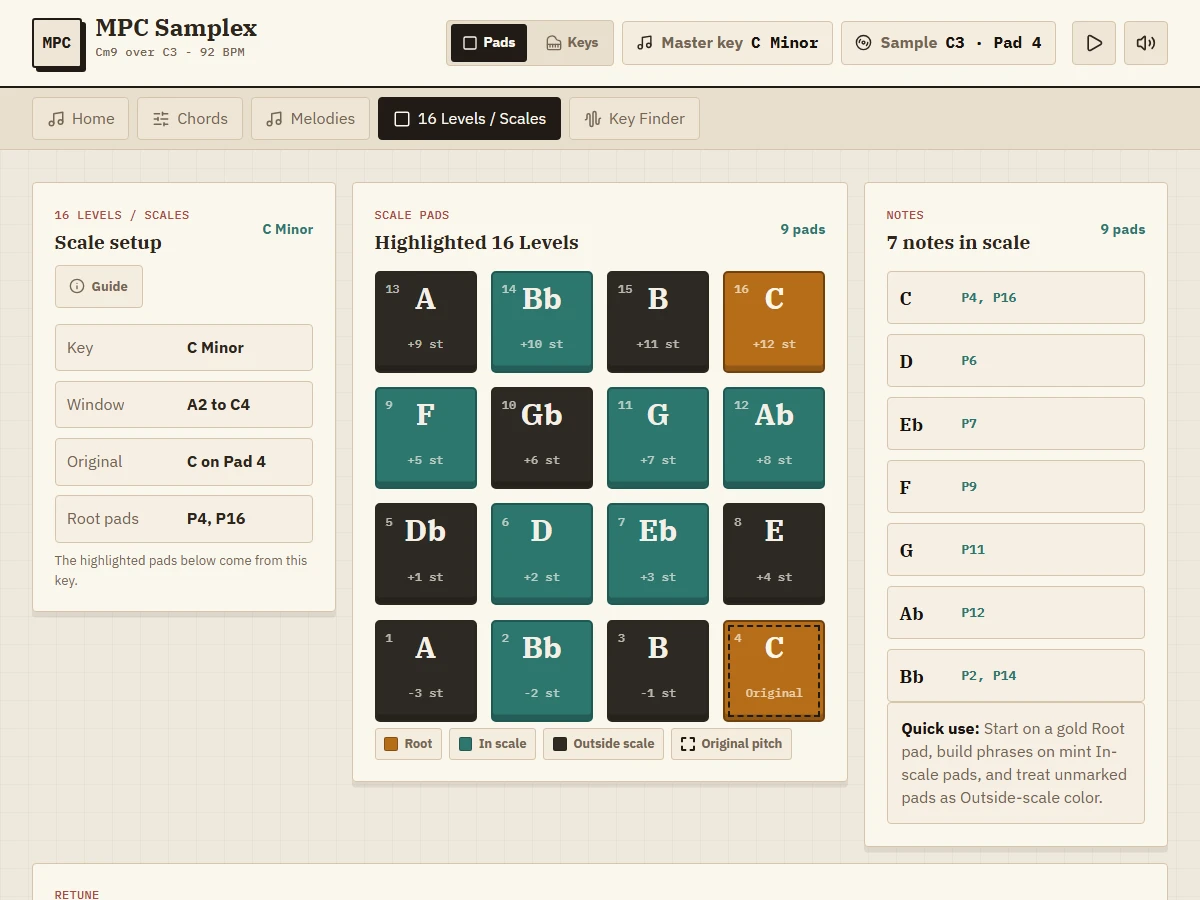 MPC
MPC Samplex
Cm9 over C3 - 92 BPM
Pads
Keys
Master key C Minor
Sample C3 · Pad 4
Home
Chords
Melodies
16 Levels / Scales
Key Finder
16 LEVELS / SCALES
Scale setup
C Minor
Guide
Key C Minor
Window A2 to C4
Original C on Pad 4
Root pads P4, P16
The highlighted pads below come from this
key.
SCALE PADS
Highlighted 16 Levels
9 pads
13 A +9 st
14 Bb +10 st
15 B +11 st
16 C +12 st
9 F +5 st
10 Gb +6 st
11 G +7 st
12 Ab +8 st
5 Db +1 st
6 D +2 st
7 Eb +3 st
8 E +4 st
1 A -3 st
2 Bb -2 st
3 B -1 st
4 C Original
Root
In scale
Outside scale
Original pitch
NOTES
7 notes in scale
9 pads
C P4, P16
D P6
Eb P7
F P9
G P11
Ab P12
Bb P2, P14
Quick use: Start on a gold Root
pad, build phrases on mint In-
scale pads, and treat unmarked
pads as Outside-scale color.
RETUNE